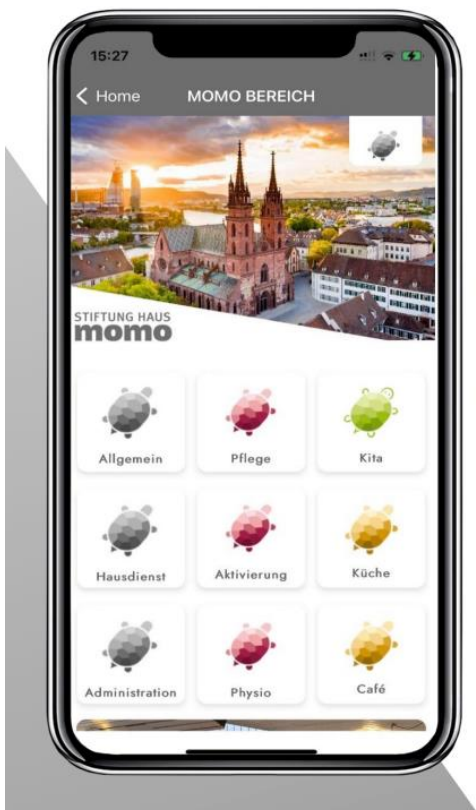 15:27
Home MOMO BEREICH
STIFTUNG HAUS
momo
Allgemein Pflege Kita
Hausdienst Aktivierung Küche
Administration Physio Café